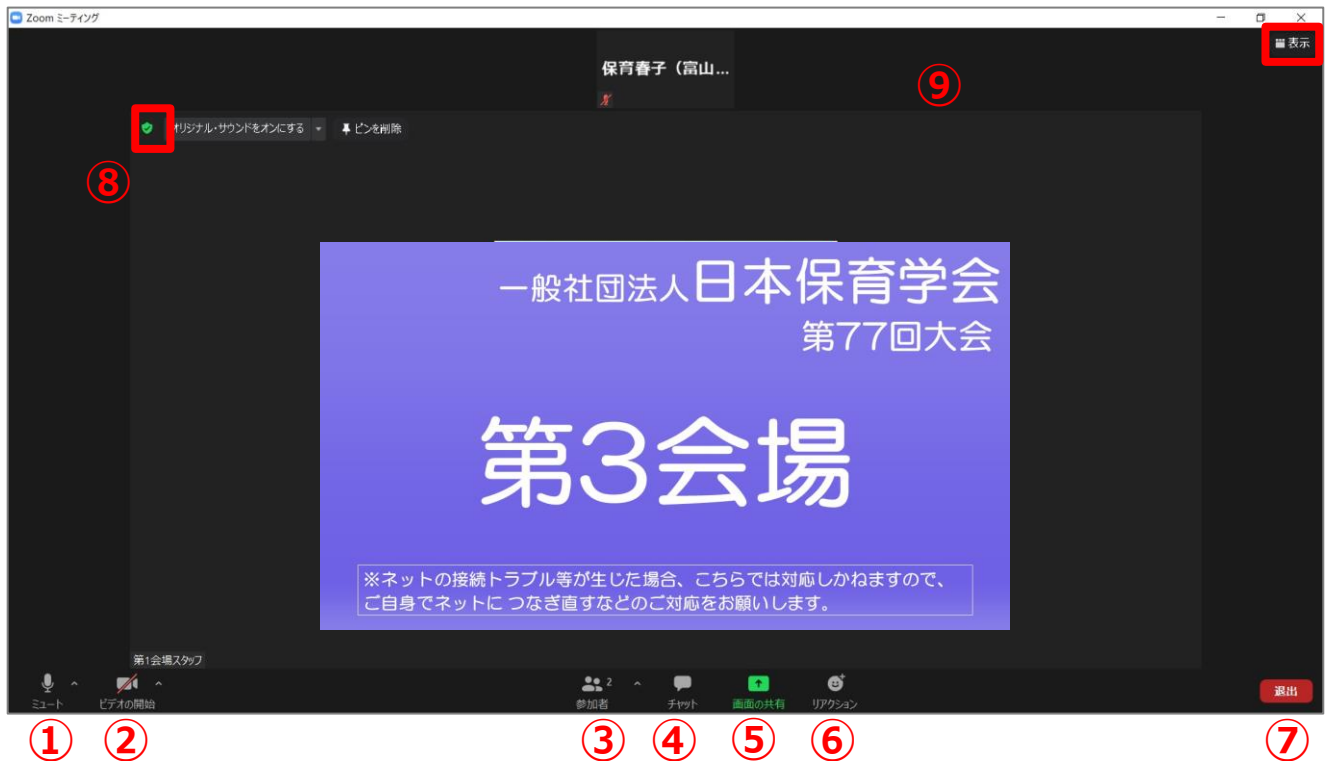 Zoom ミーティング
表示
保育春子（富山...
⑨
オリジナル・サウンドをオンにする
ピンを削除
⑧
一般社団法人日本保育学会
第77回大会
第3会場
※ネットの接続トラブル等が生じた場合、こちらでは対応しかねますので、
ご自身でネットに つなぎ直すなどのご対応をお願いします。
第1会場スタッフ
ミュート
ビデオの開始
参加者 2
チャット
画面の共有
リアクション
退出
① ② ③ ④ ⑤ ⑥ ⑦